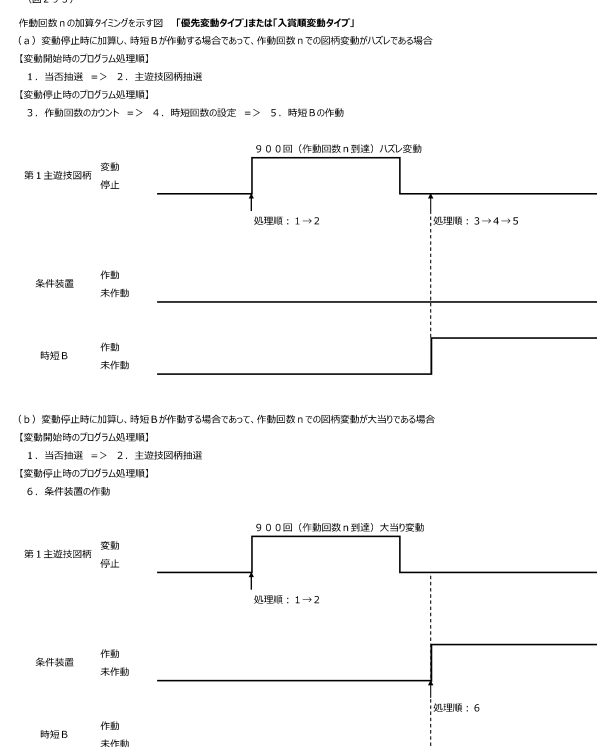 作動回数nの加算タイミングを示す図 「優先変動タイプ」または「入賞順変動タイプ」
(a)変動停止時に加算し、時短Bが作動する場合であって、作動回数nでの図柄変動がハズレである場合
【変動開始時のプログラム処理順】
1．当否抽選 => 2．主遊技図柄抽選
【変動停止時のプログラム処理順】
3．作動回数のカウント => 4．時短回数の設定 => 5．時短Bの作動
900回（作動回数n到達）ハズレ変動
第1主遊技図柄 変動
停止
処理順：1→2
処理順：3→4→5
条件装置 作動
未作動
時短B 作動
未作動
(b)変動停止時に加算し、時短Bが作動する場合であって、作動回数nでの図柄変動が大当りである場合
【変動開始時のプログラム処理順】
1．当否抽選 => 2．主遊技図柄抽選
【変動停止時のプログラム処理順】
6．条件装置の作動
900回（作動回数n到達）大当り変動
第1主遊技図柄 変動
停止
処理順：1→2
条件装置 作動
未作動
処理順：6
時短B 作動
未作動